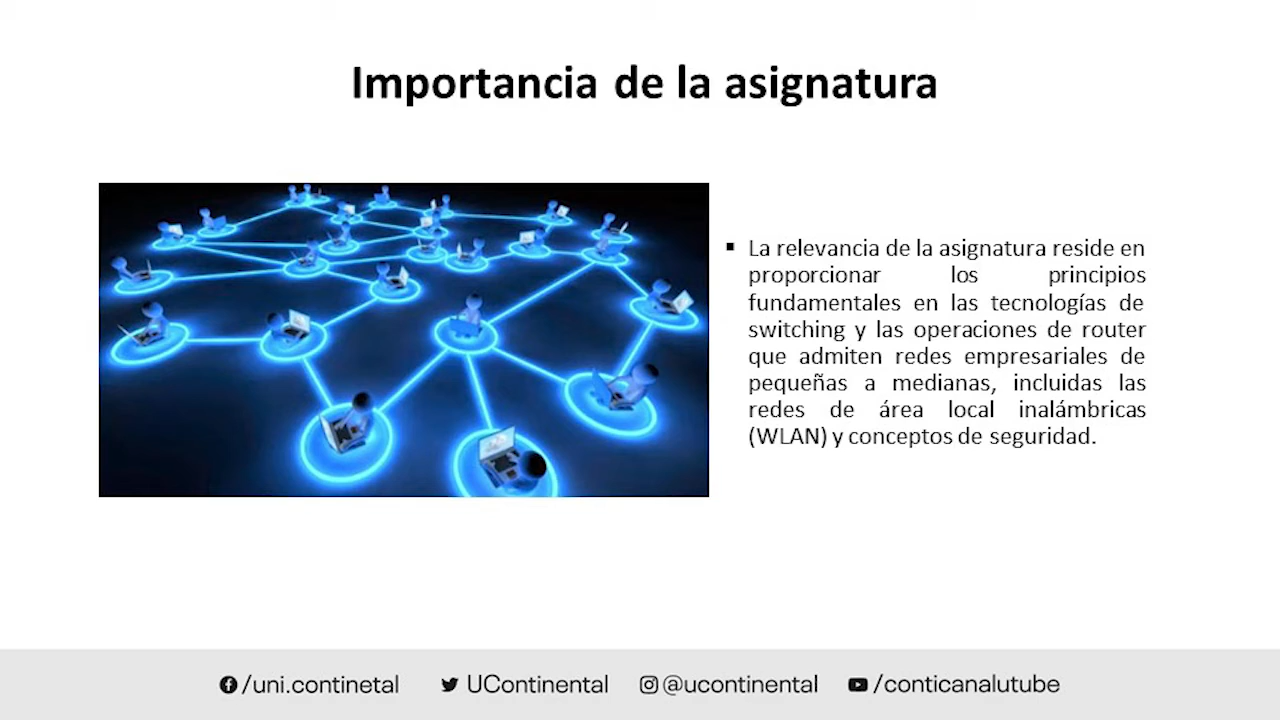 Importancia de la asignatura
▪ La relevancia de la asignatura reside en
proporcionar los principios
fundamentales en las tecnologías de
switching y las operaciones de router
que admiten redes empresariales de
pequeñas a medianas, incluidas las
redes de área local inalámbricas
(WLAN) y conceptos de seguridad.
/uni.continetal UContinental @ucontinental /conticanalutube